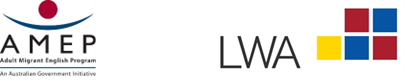 AMEP
Adult Migrant English Program
An Australian Government Initiative
LWA